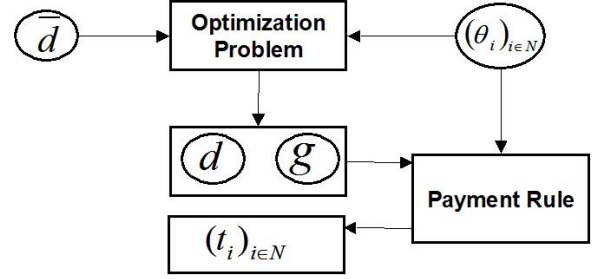 d̅
Optimization
Problem
(θᵢ)ᵢ∈N
d
g
Payment Rule
(tᵢ)ᵢ∈N